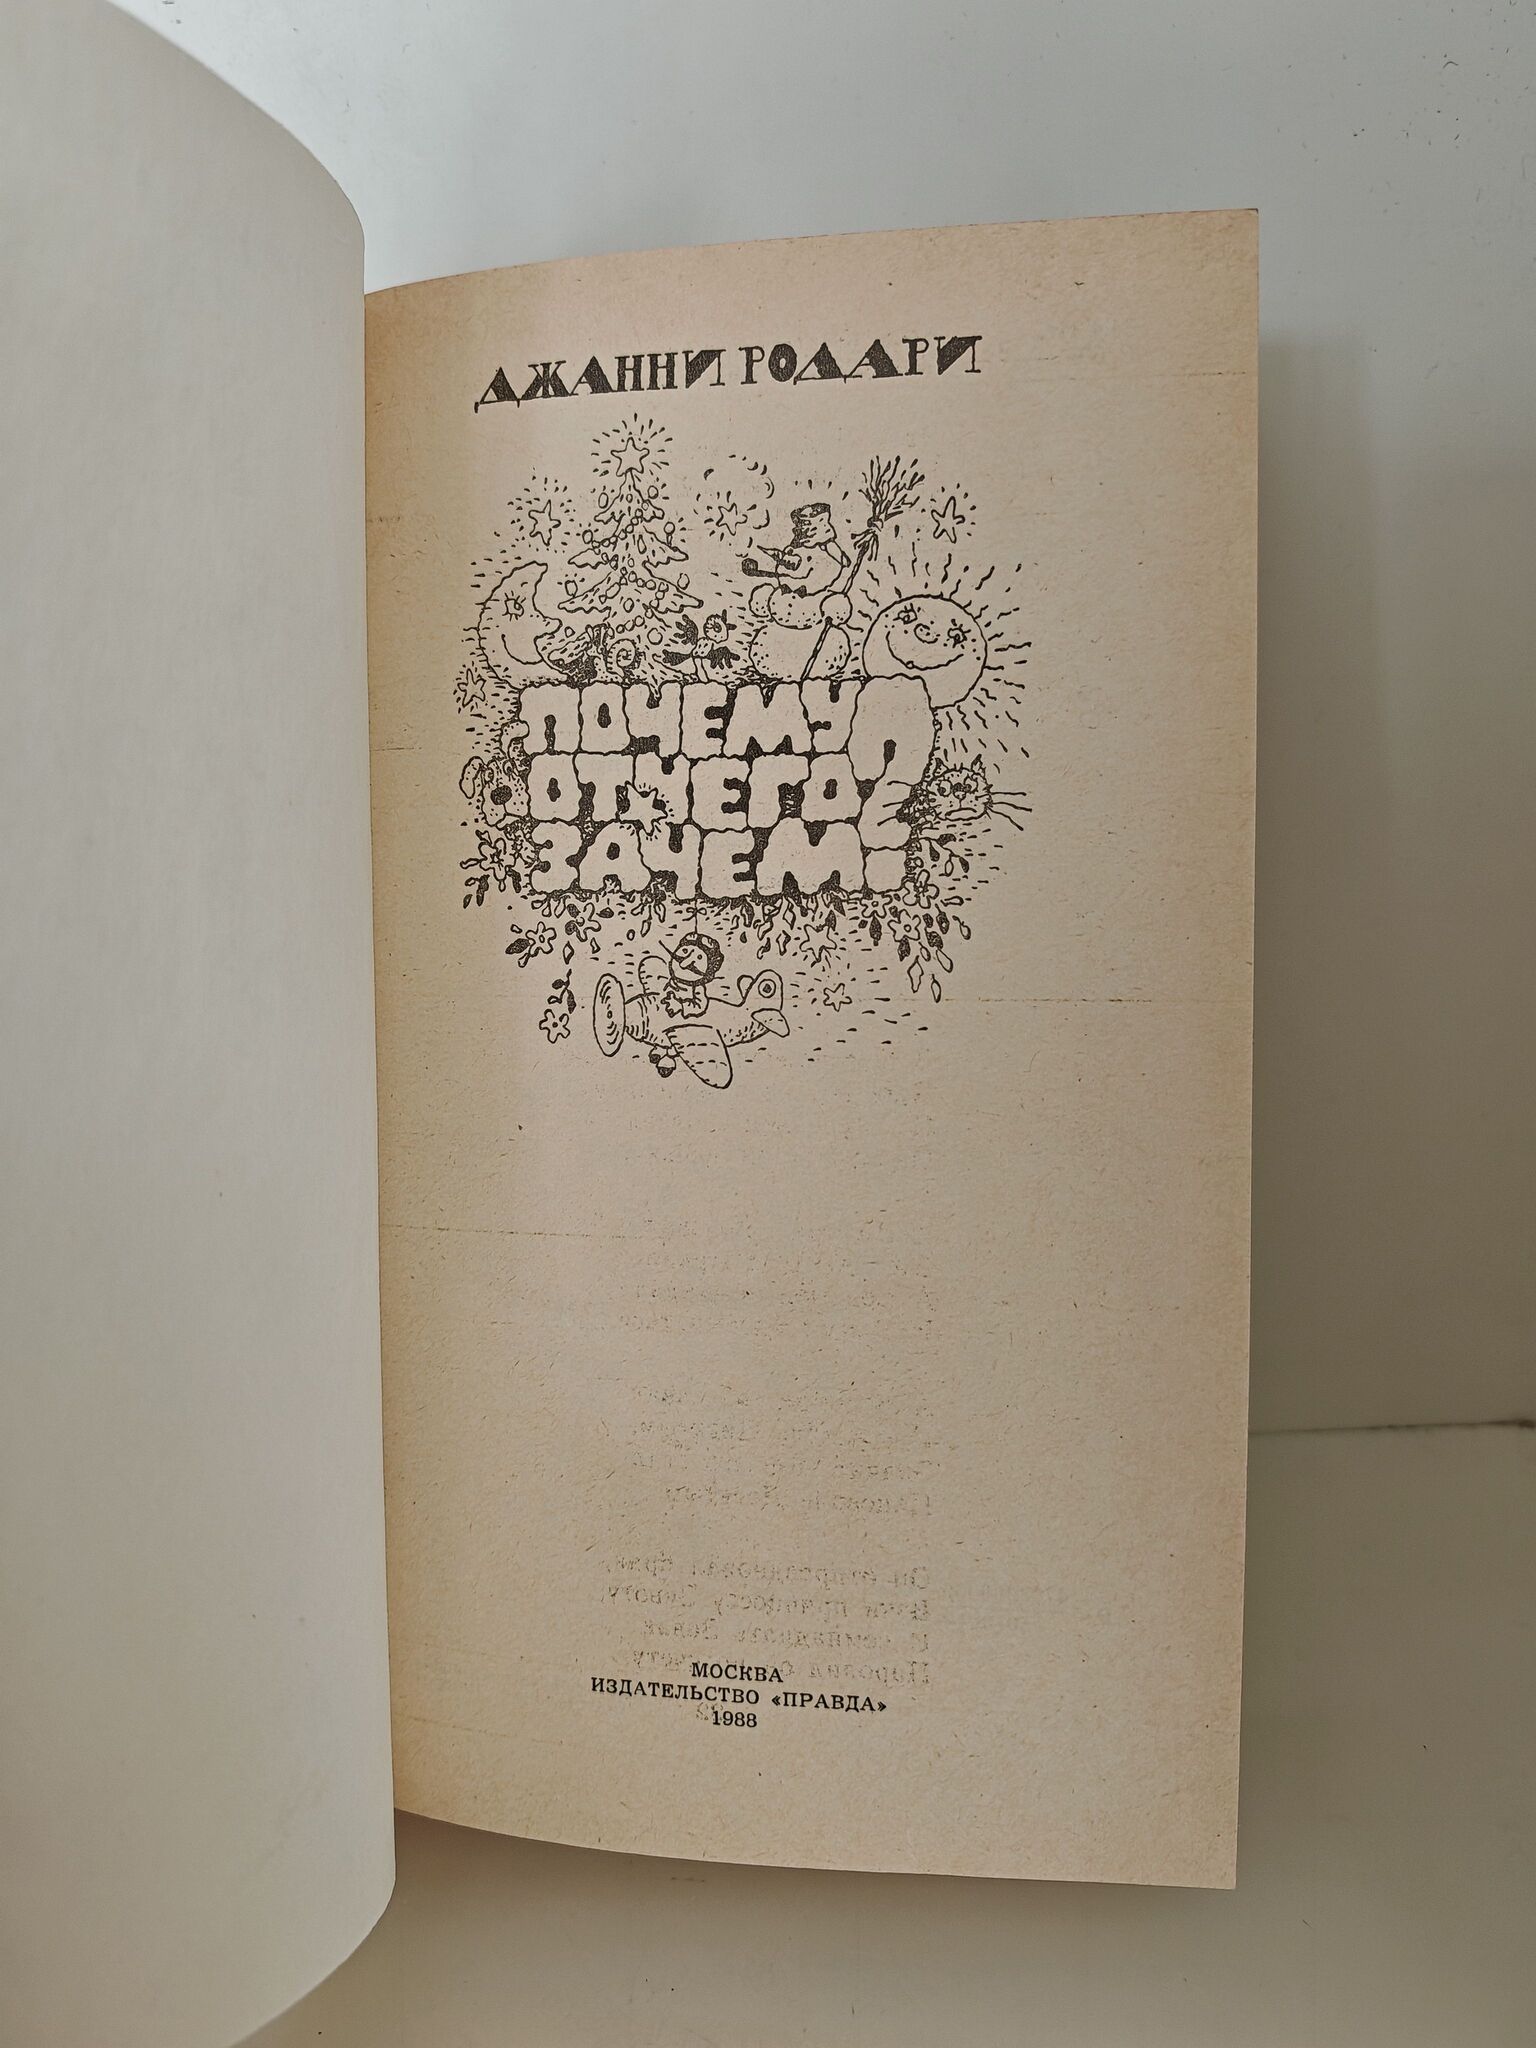 ДЖАННИ РОДАРИ
ПОЧЕМУ?
ОТЧЕГО?
ЗАЧЕМ?
МОСКВА
ИЗДАТЕЛЬСТВО «ПРАВДА»
1988